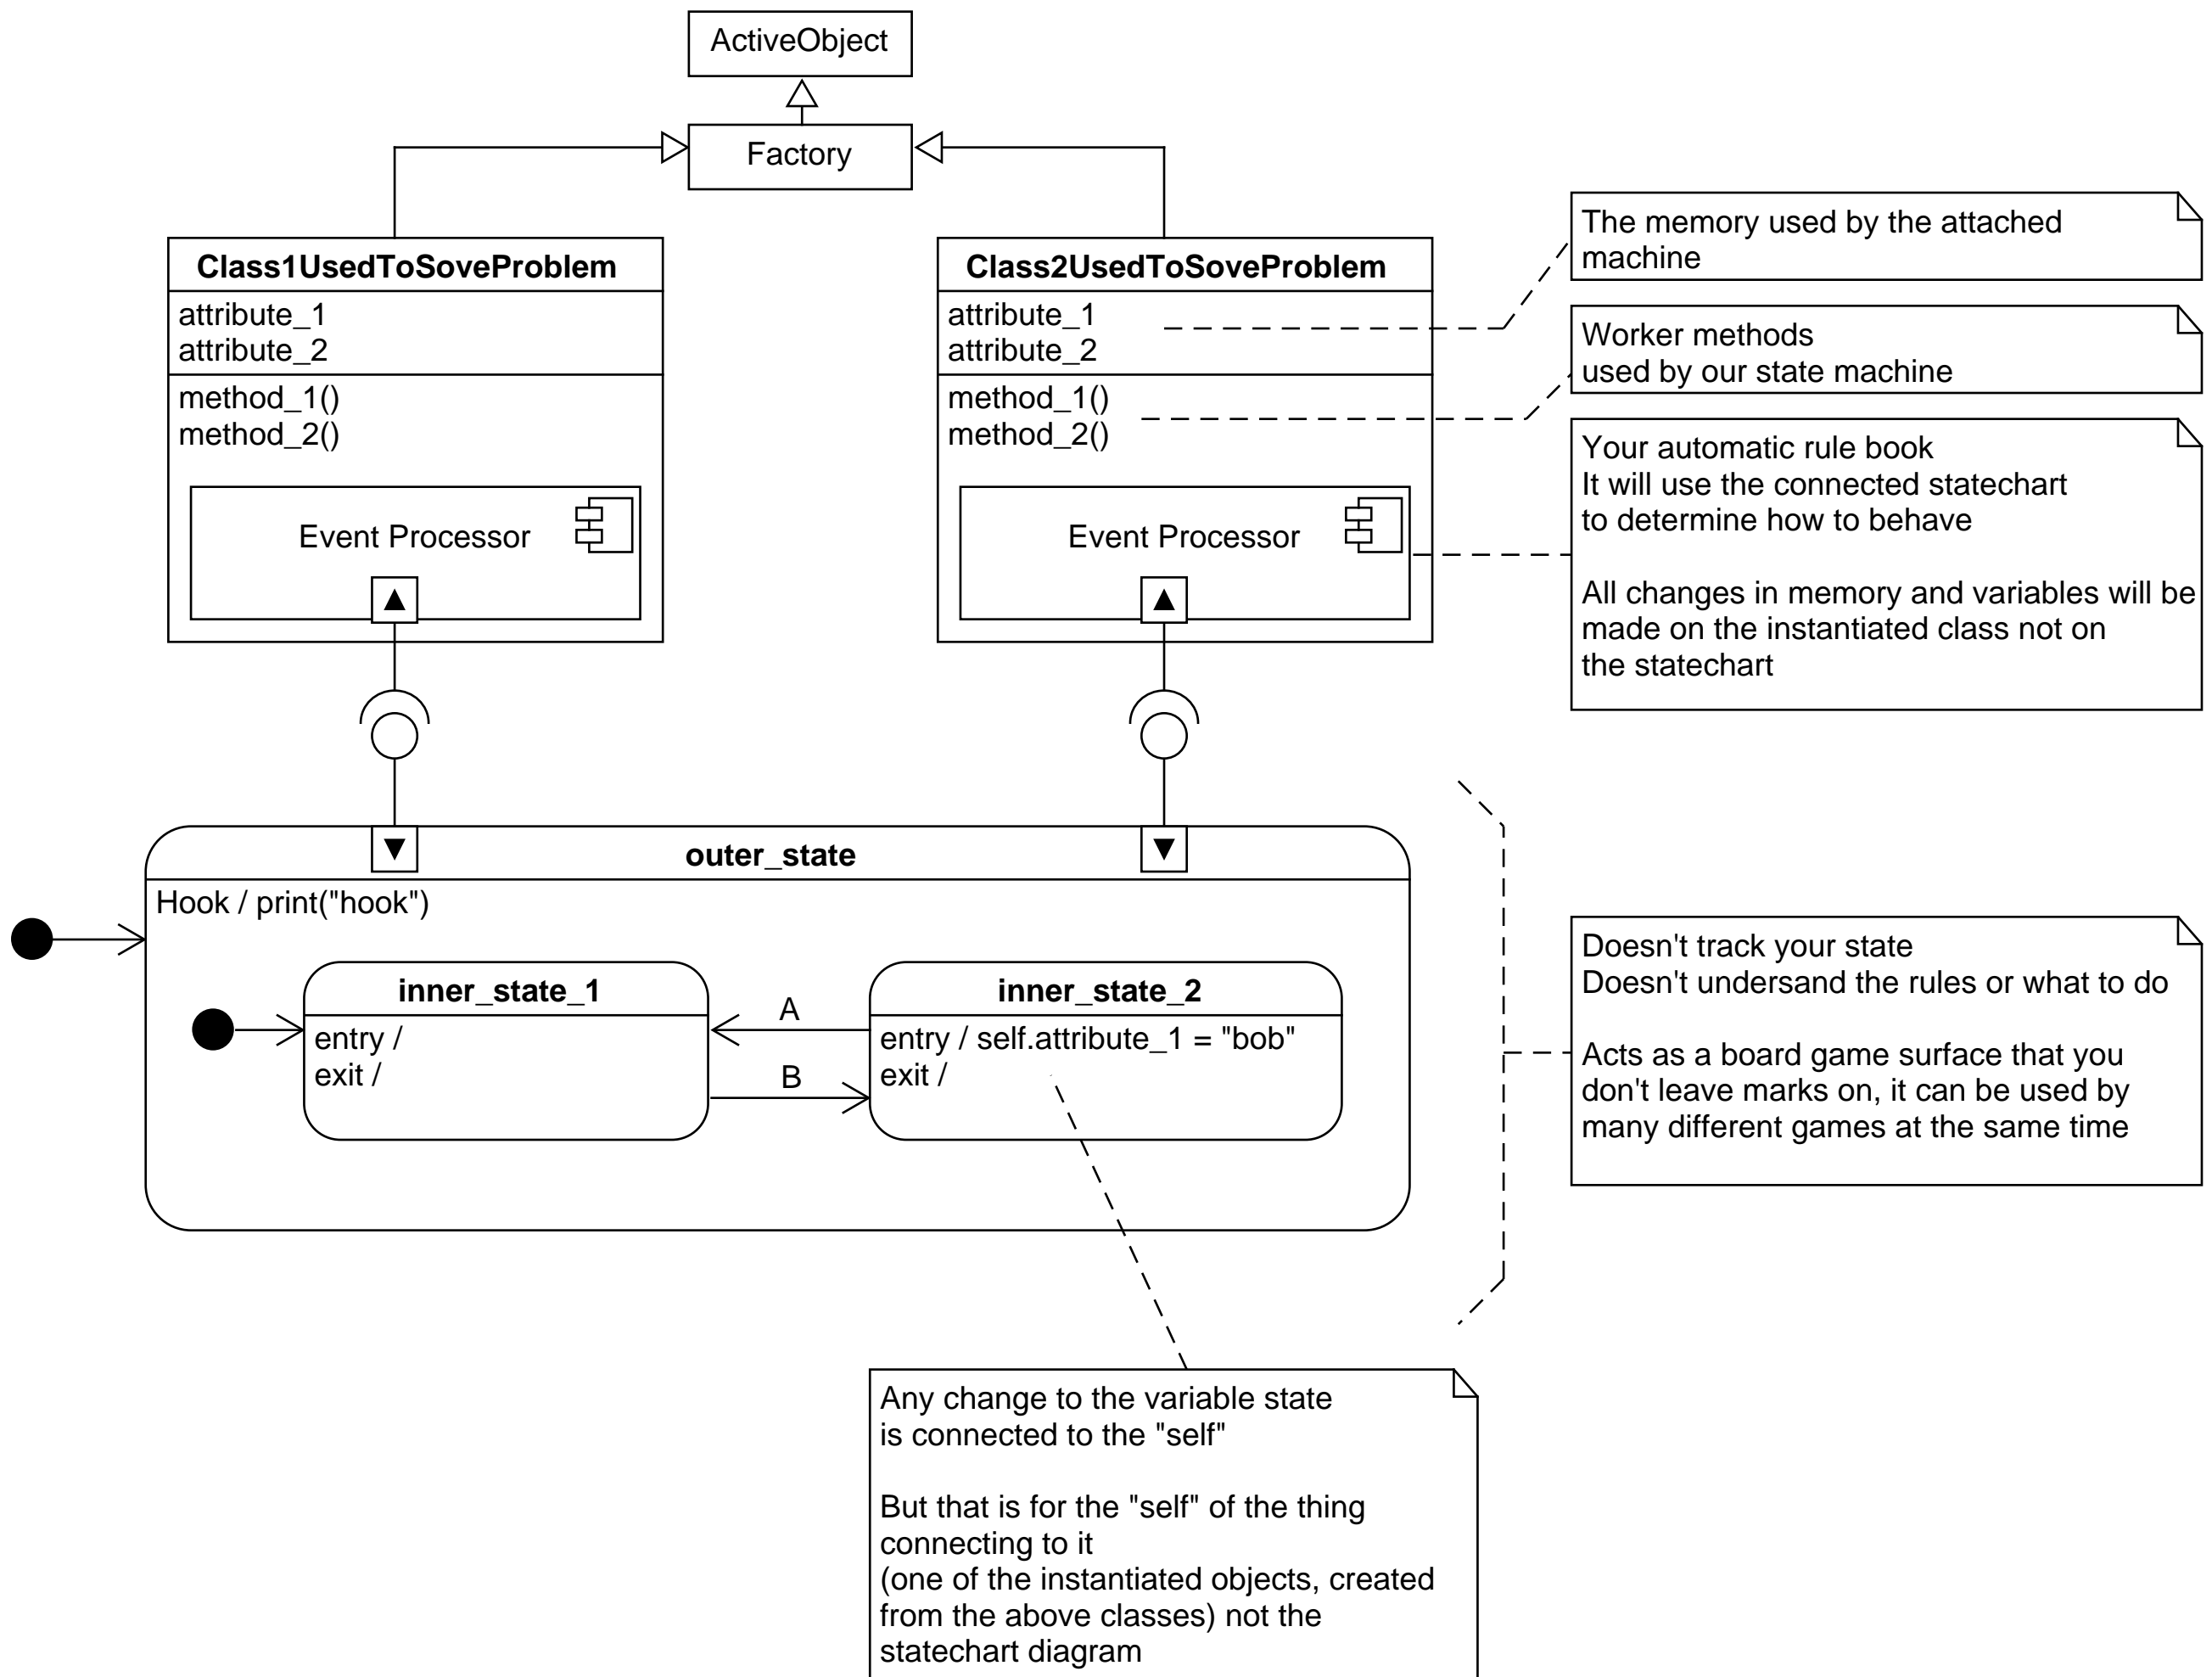 ActiveObject
Factory
Class1UsedToSoveProblem
attribute_1
attribute_2
method_1()
method_2()
Event Processor
Class2UsedToSoveProblem
attribute_1
attribute_2
method_1()
method_2()
Event Processor
The memory used by the attached
machine
Worker methods
used by our state machine
Your automatic rule book
It will use the connected statechart
to determine how to behave
All changes in memory and variables will be
made on the instantiated class not on
the statechart
outer_state
Hook / print("hook")
inner_state_1
entry /
exit /
A
B
inner_state_2
entry / self.attribute_1 = "bob"
exit /
Doesn't track your state
Doesn't undersand the rules or what to do
Acts as a board game surface that you
don't leave marks on, it can be used by
many different games at the same time
Any change to the variable state
is connected to the "self"
But that is for the "self" of the thing
connecting to it
(one of the instantiated objects, created
from the above classes) not the
statechart diagram